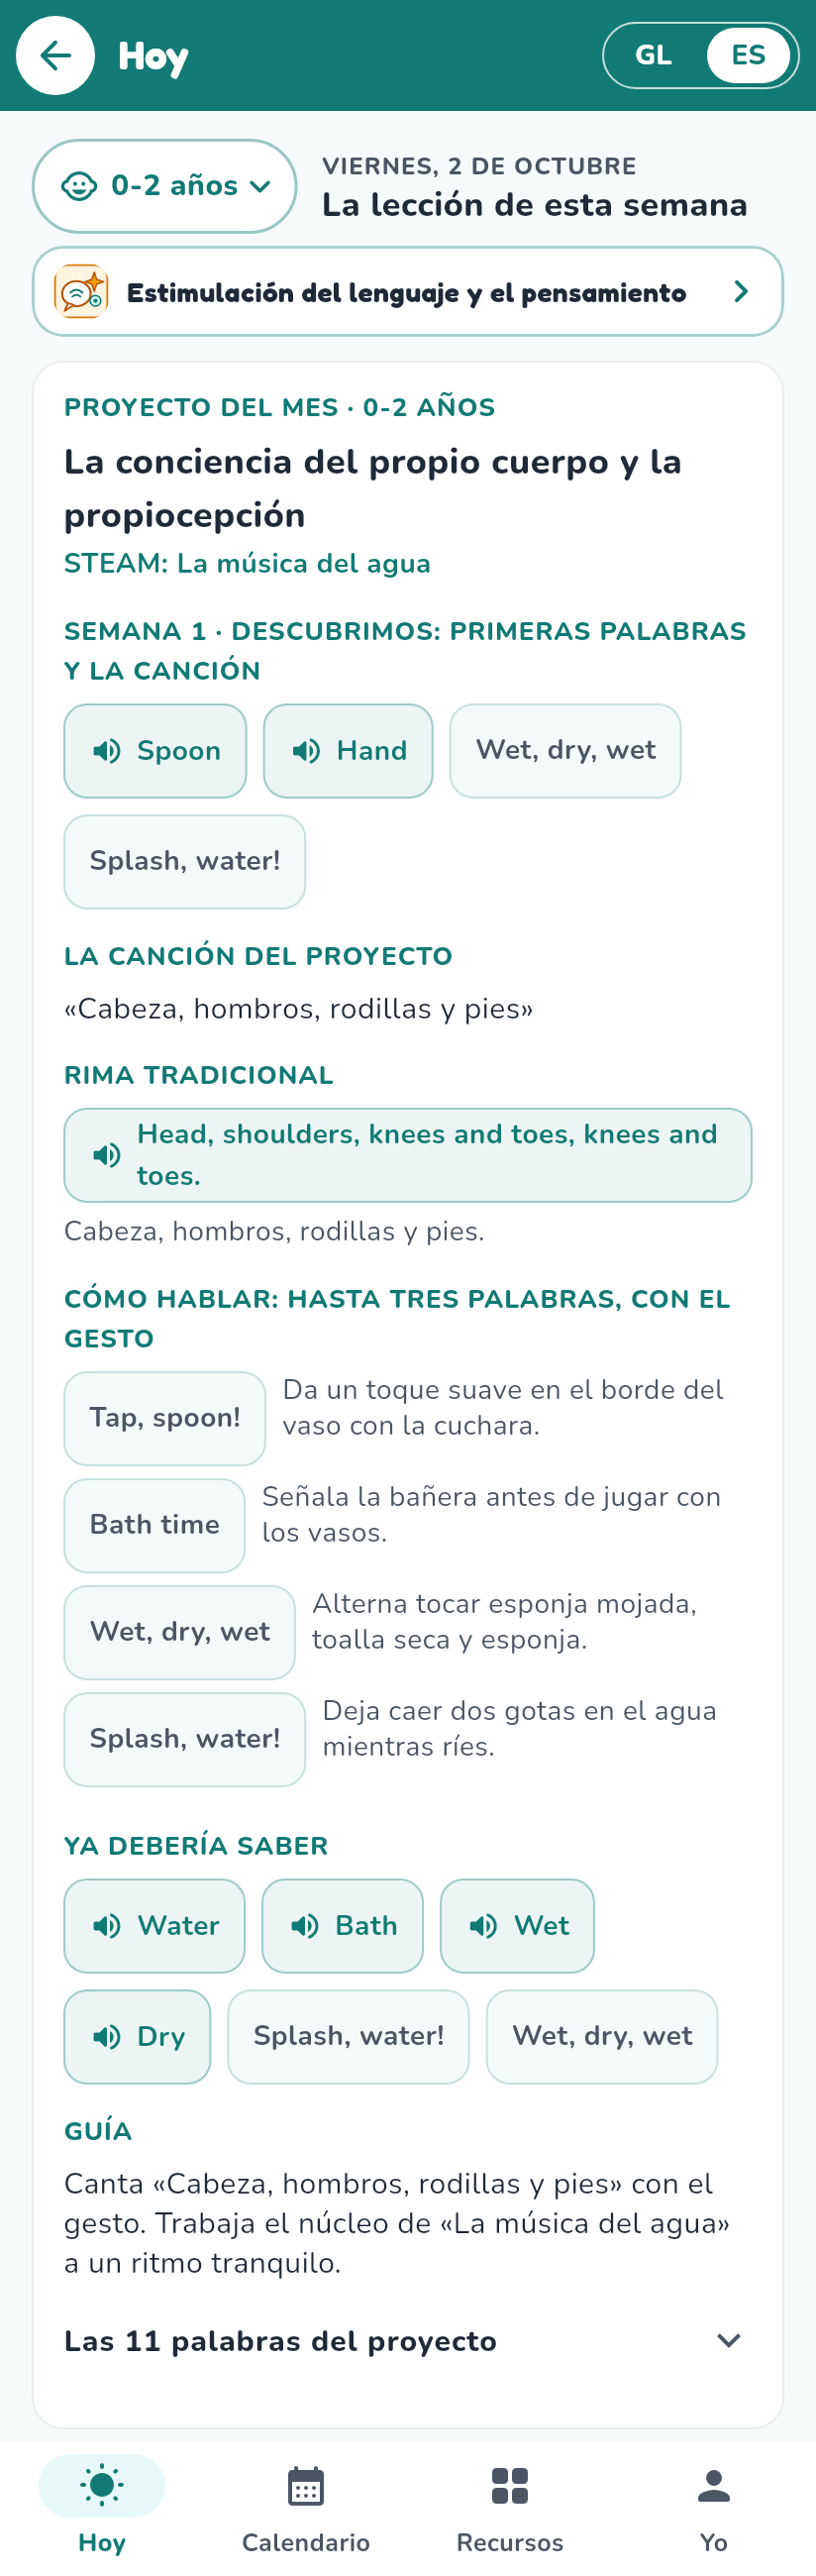 Hoy
GL
ES
0-2 años
VIERNES, 2 DE OCTUBRE
La lección de esta semana
Estimulación del lenguaje y el pensamiento
PROYECTO DEL MES · 0-2 AÑOS
La conciencia del propio cuerpo y la
propiocepción
STEAM: La música del agua
SEMANA 1 · DESCUBRIMOS: PRIMERAS PALABRAS
Y LA CANCIÓN
Spoon
Hand
Wet, dry, wet
Splash, water!
LA CANCIÓN DEL PROYECTO
«Cabeza, hombros, rodillas y pies»
RIMA TRADICIONAL
Head, shoulders, knees and toes, knees and
toes.
Cabeza, hombros, rodillas y pies.
CÓMO HABLAR: HASTA TRES PALABRAS, CON EL
GESTO
Tap, spoon!
Da un toque suave en el borde del
vaso con la cuchara.
Bath time
Señala la bañera antes de jugar con
los vasos.
Wet, dry, wet
Alterna tocar esponja mojada,
toalla seca y esponja.
Splash, water!
Deja caer dos gotas en el agua
mientras ríes.
YA DEBERÍA SABER
Water
Bath
Wet
Dry
Splash, water!
Wet, dry, wet
GUÍA
Canta «Cabeza, hombros, rodillas y pies» con el
gesto. Trabaja el núcleo de «La música del agua»
a un ritmo tranquilo.
Las 11 palabras del proyecto
Hoy
Calendario
Recursos
Yo